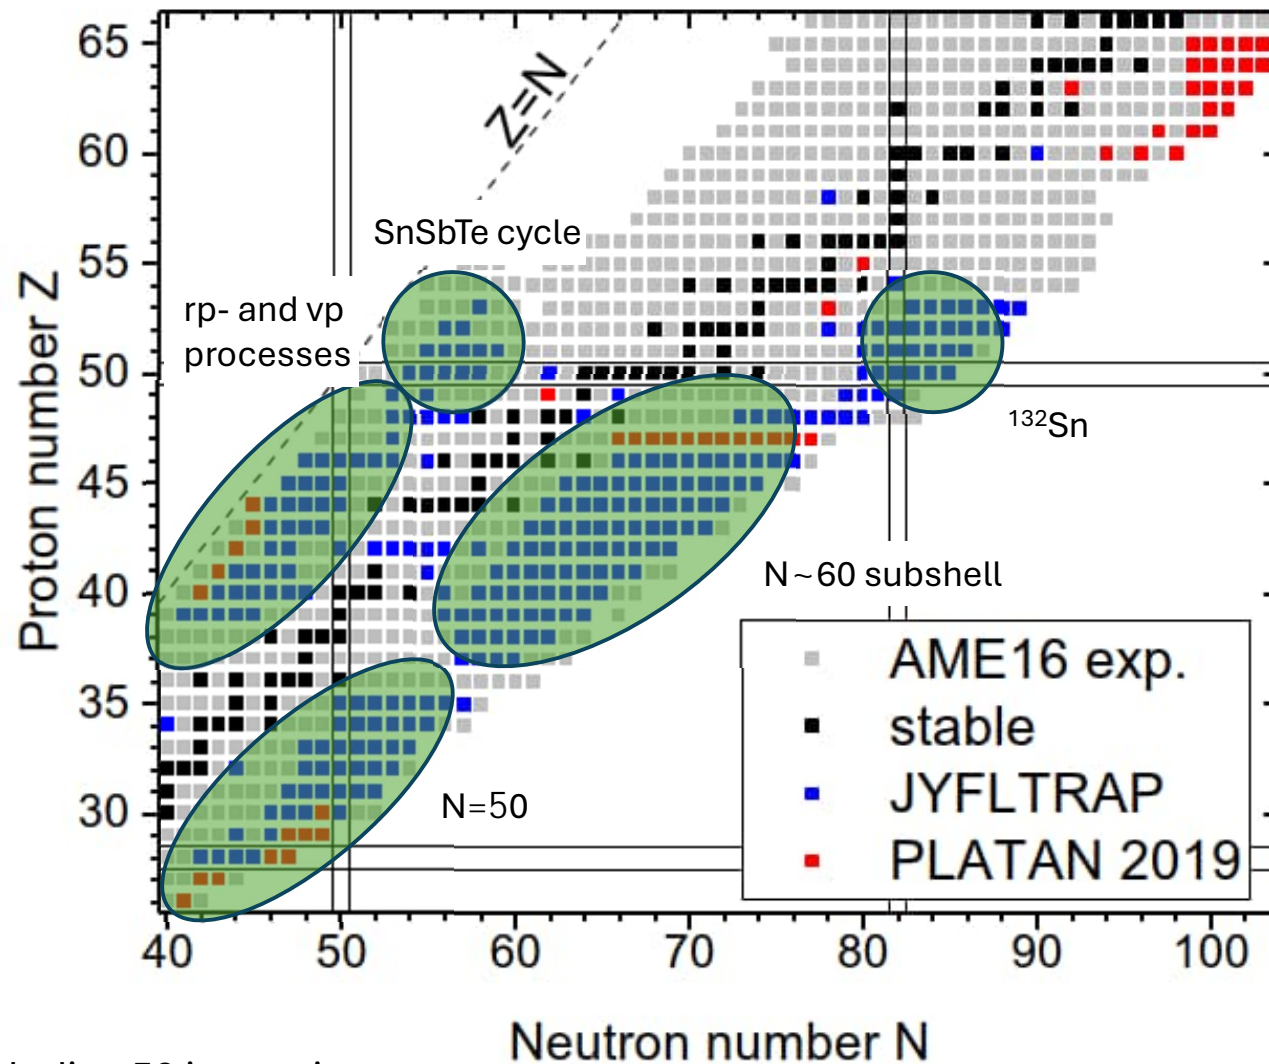 65
60
55
50
45
40
35
30
Proton number Z
Z=N
SnSbTe cycle
rp- and vp
processes
¹³²Sn
N~60 subshell
N=50
AME16 exp.
stable
JYFLTRAP
PLATAN 2019
40 50 60 70 80 90 100
Neutron number N